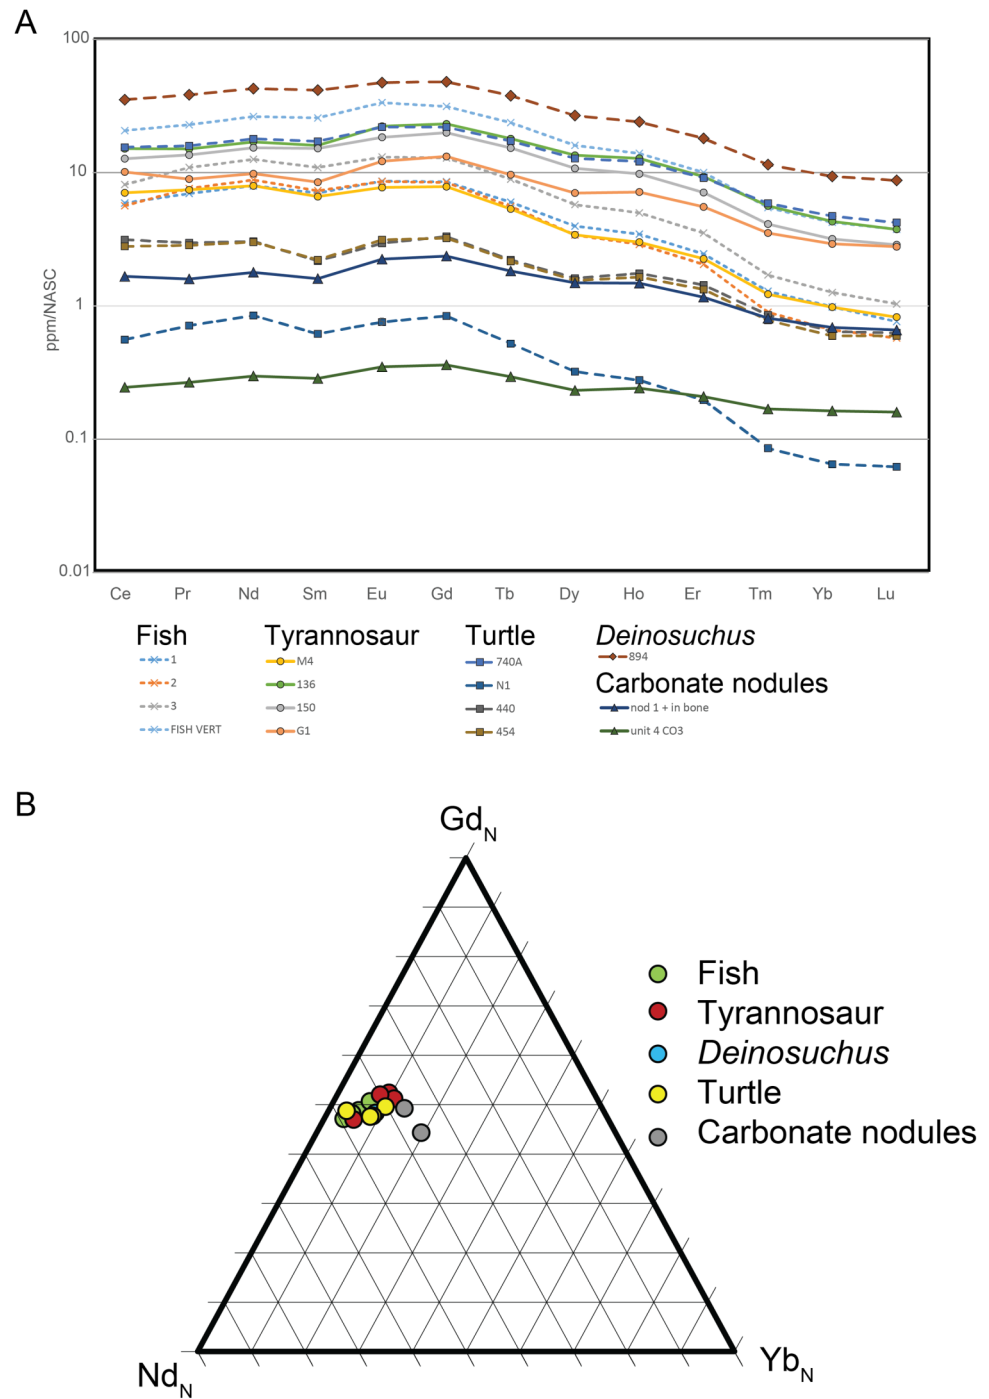 A
100
10
1
0.1
0.01
ppm/NASC
Ce Pr Nd Sm Eu Gd Tb Dy Ho Er Tm Yb Lu
Fish Tyrannosaur Turtle Deinosuchus
1 M4 740A 894
2 136 N1 Carbonate nodules
3 150 440 nod 1 + in bone
FISH VERT G1 454 unit 4 CO3
B
GdN
Fish
Tyrannosaur
Deinosuchus
Turtle
Carbonate nodules
NdN YbN